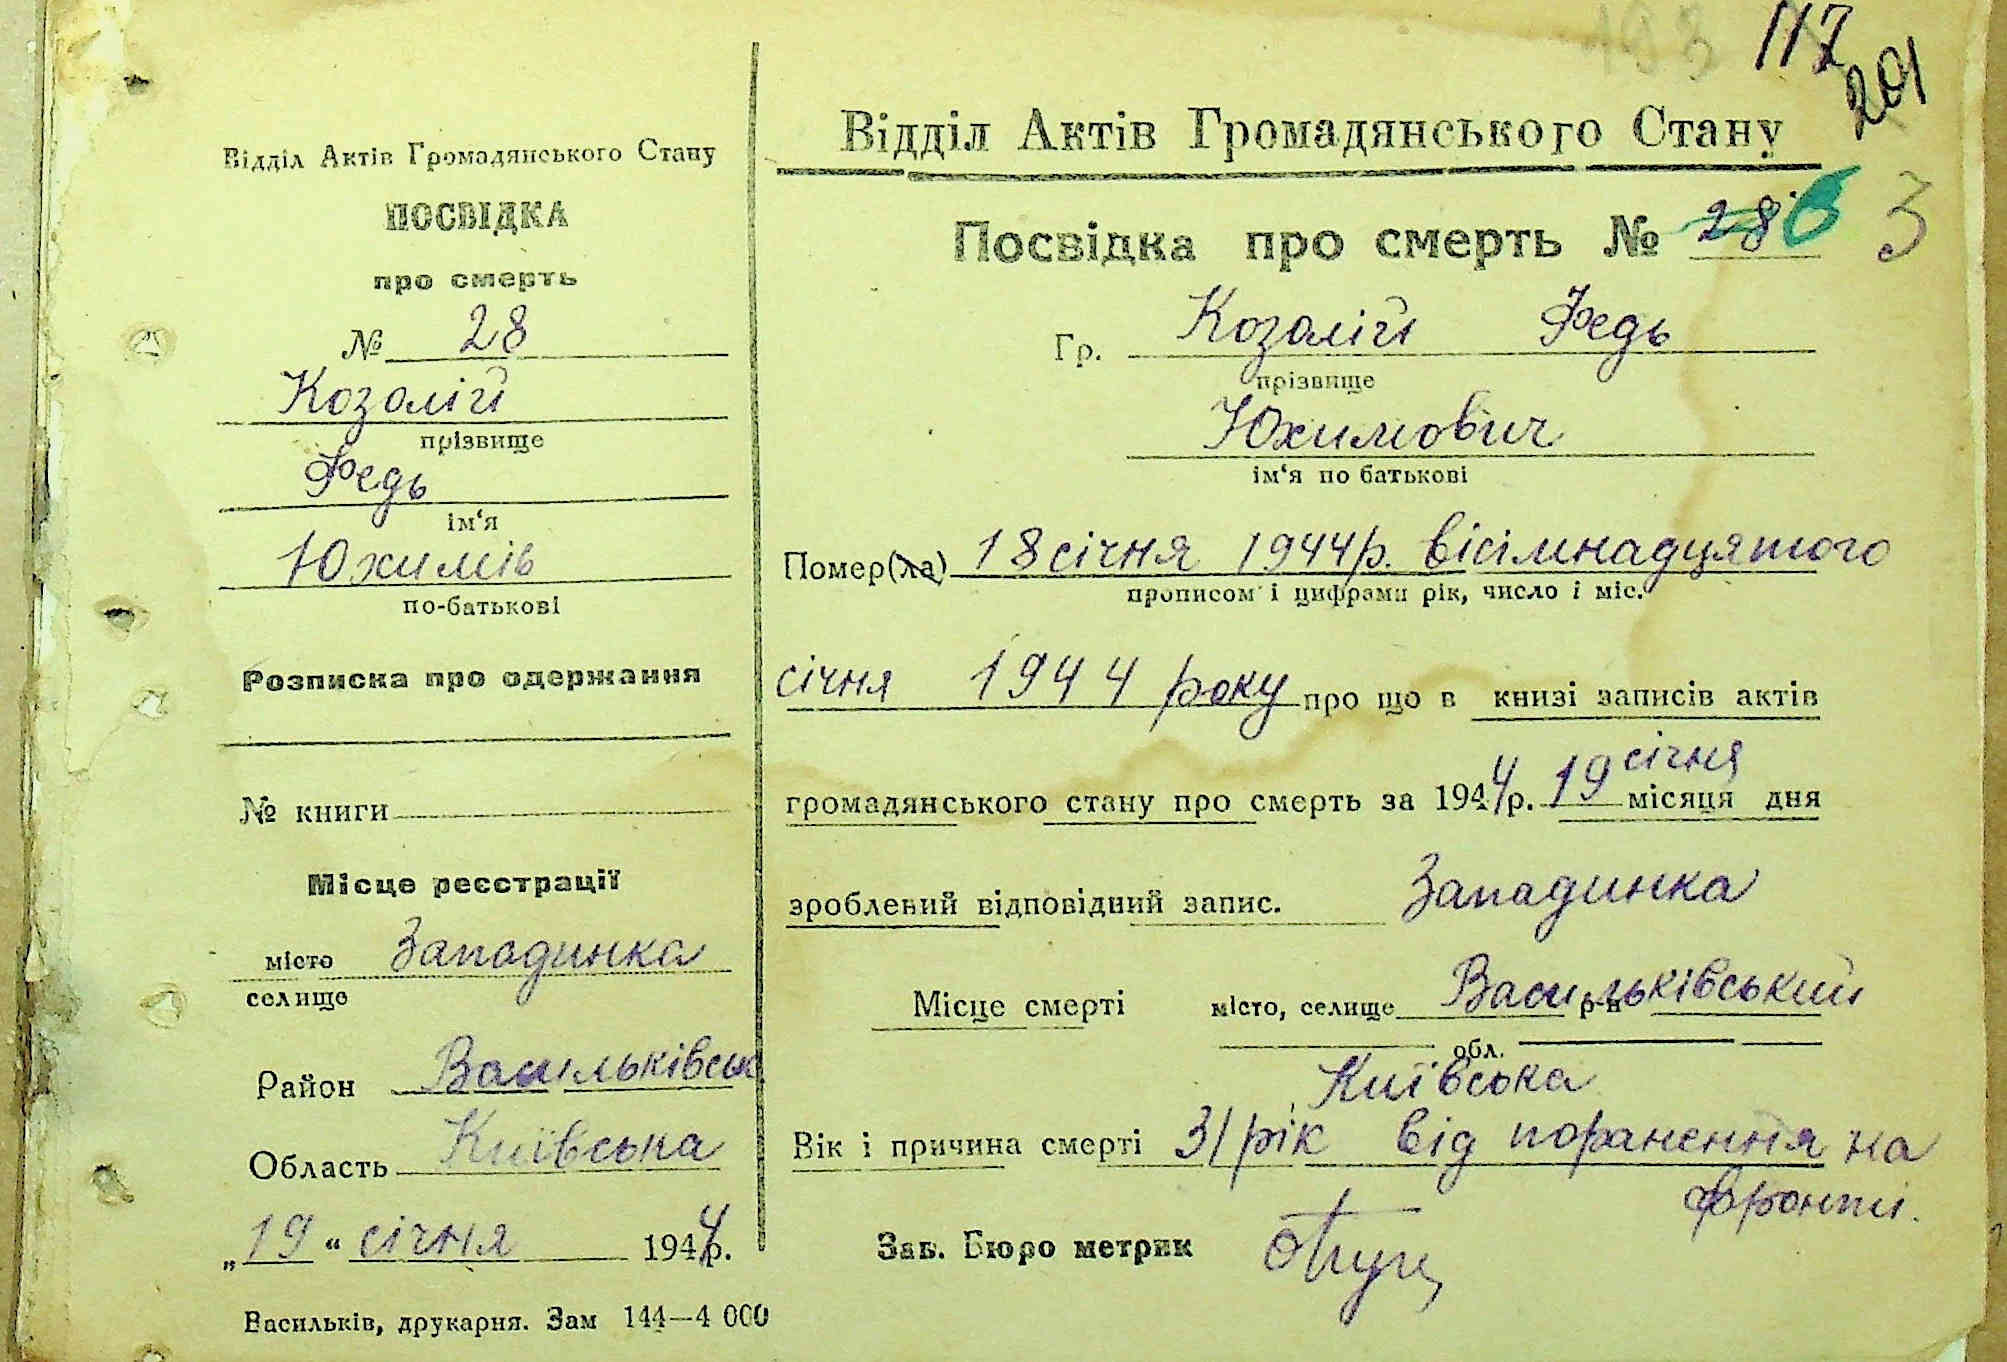 117
201
3
Відділ Актів Громадянського Стану
ПОСВІДКА
про смерть
№ 28
Козолій
прізвище
Федь
ім‘я
Юхимів
по-батькові
Розписка про одержання
№ книги
Місце реєстрації
місто Западинка
селище
Район Васильківськ
Область Київська
„19“ січня 1944р.
Васильків, друкарня. Зам 144—4 000
Відділ Актів Громадянського Стану
Посвідка про смерть № 28 6
Гр. Козолій Федь
прізвище
Юхимович
ім‘я по батькові
Помер(ла) 18 січня 1944р. вісімнадцятого
прописом і цифрами рік, число і міс.
січня 1944 року про що в книзі записів актів
громадянського стану про смерть за 1944р. 19 січня місяця дня
зроблений відповідний запис. Западинка
Місце смерті місто, селище Васильківський р-н
обл.
Київська
Вік і причина смерті 31 рік від поранення на
фронті.
Зав. Бюро метрик